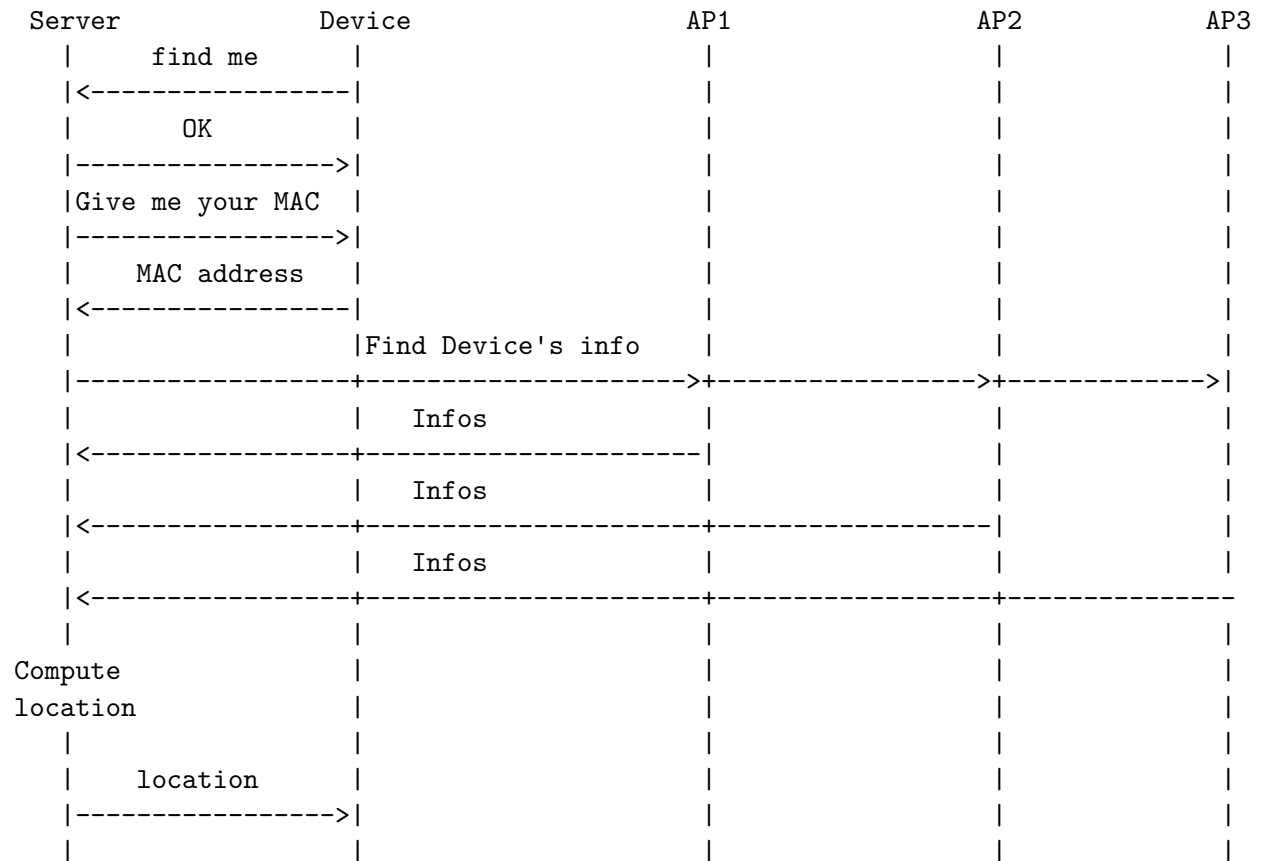 Server Device AP1 AP2 AP3
find me
OK
Give me your MAC
MAC address
Find Device's info
Infos
Infos
Infos
Compute
location
location